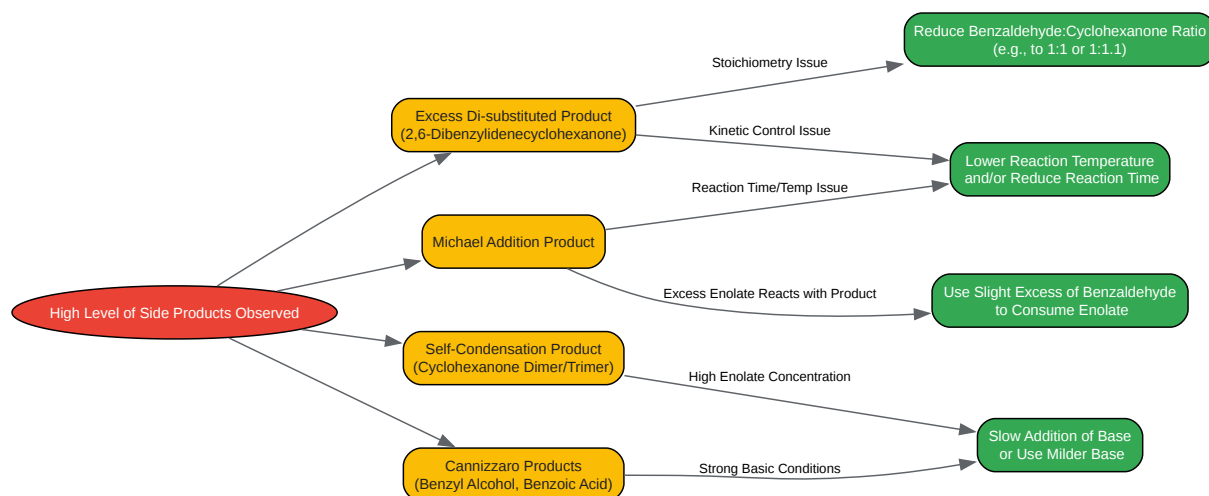 Reduce Benzaldehyde:Cyclohexanone Ratio
(e.g., to 1:1 or 1:1.1)
Stoichiometry Issue
Excess Di-substituted Product
(2,6-Dibenzylidenecyclohexanone)
Kinetic Control Issue
Lower Reaction Temperature
and/or Reduce Reaction Time
Reaction Time/Temp Issue
Michael Addition Product
Excess Enolate Reacts with Product
Use Slight Excess of Benzaldehyde
to Consume Enolate
High Level of Side Products Observed
Self-Condensation Product
(Cyclohexanone Dimer/Trimer)
High Enolate Concentration
Slow Addition of Base
or Use Milder Base
Cannizzaro Products
(Benzyl Alcohol, Benzoic Acid)
Strong Basic Conditions